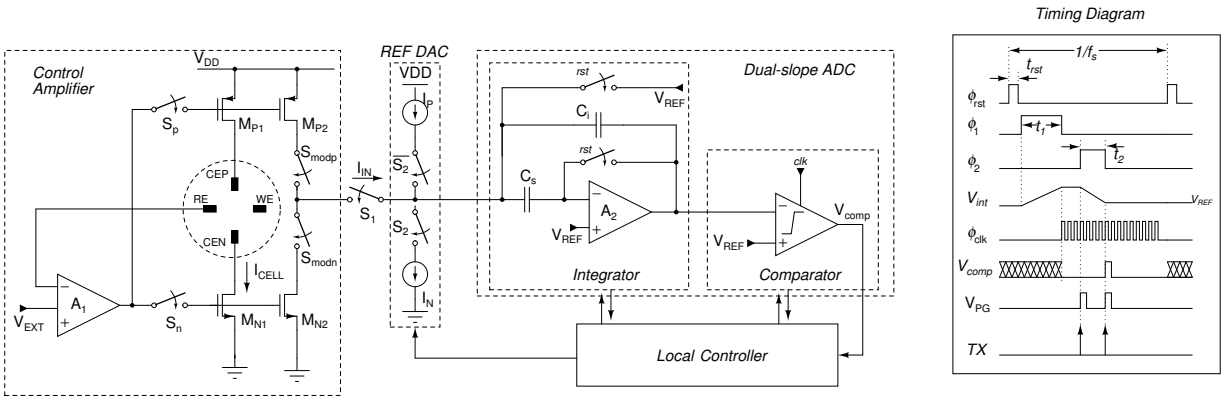 Control
Amplifier
V_DD
S_p
M_P1
M_P2
S_modp
CEP
RE
WE
CEN
S_modn
I_CELL
A_1
−
+
V_EXT
S_n
M_N1
M_N2
I_IN
S_1
REF DAC
VDD
I_P
S_2
S_2
I_N
Dual-slope ADC
rst
V_REF
C_i
rst
C_s
−
+
A_2
V_REF
Integrator
clk
−
+
V_comp
V_REF
Comparator
Local Controller
Timing Diagram
1/f_s
t_rst
ϕ_rst
ϕ_1
t_1
ϕ_2
t_2
V_int
V_REF
ϕ_clk
V_comp
V_PG
TX